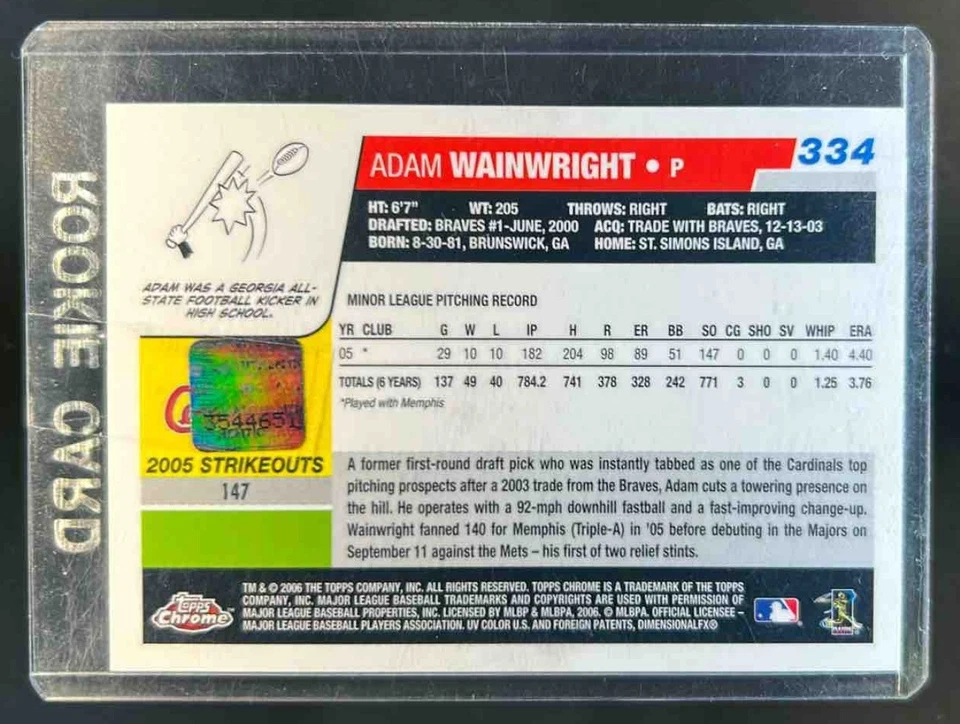 ROOKIE CARD
334
ADAM WAINWRIGHT • P
HT: 6'7" WT: 205 THROWS: RIGHT BATS: RIGHT
DRAFTED: BRAVES #1-JUNE, 2000 ACQ: TRADE WITH BRAVES, 12-13-03
BORN: 8-30-81, BRUNSWICK, GA HOME: ST. SIMONS ISLAND, GA
ADAM WAS A GEORGIA ALL-
STATE FOOTBALL KICKER IN
HIGH SCHOOL.
MINOR LEAGUE PITCHING RECORD
YR CLUB G W L IP H R ER BB SO CG SHO SV WHIP ERA
05 * 29 10 10 182 204 98 89 51 147 0 0 0 1.40 4.40
TOTALS (6 YEARS) 137 49 40 784.2 741 378 328 242 771 3 0 0 1.25 3.76
*Played with Memphis
2005 STRIKEOUTS
147
A former first-round draft pick who was instantly tabbed as one of the Cardinals top
pitching prospects after a 2003 trade from the Braves, Adam cuts a towering presence on
the hill. He operates with a 92-mph downhill fastball and a fast-improving change-up.
Wainwright fanned 140 for Memphis (Triple-A) in '05 before debuting in the Majors on
September 11 against the Mets – his first of two relief stints.
Topps
Chrome™
TM & © 2006 THE TOPPS COMPANY, INC. ALL RIGHTS RESERVED. TOPPS CHROME IS A TRADEMARK OF THE TOPPS
COMPANY, INC. MAJOR LEAGUE BASEBALL TRADEMARKS AND COPYRIGHTS ARE USED WITH PERMISSION OF
MAJOR LEAGUE BASEBALL PROPERTIES, INC. LICENSED BY MLBP & MLBPA, 2006. © MLBPA. OFFICIAL LICENSEE –
MAJOR LEAGUE BASEBALL PLAYERS ASSOCIATION. UV COLOR U.S. AND FOREIGN PATENTS, DIMENSIONALFX®